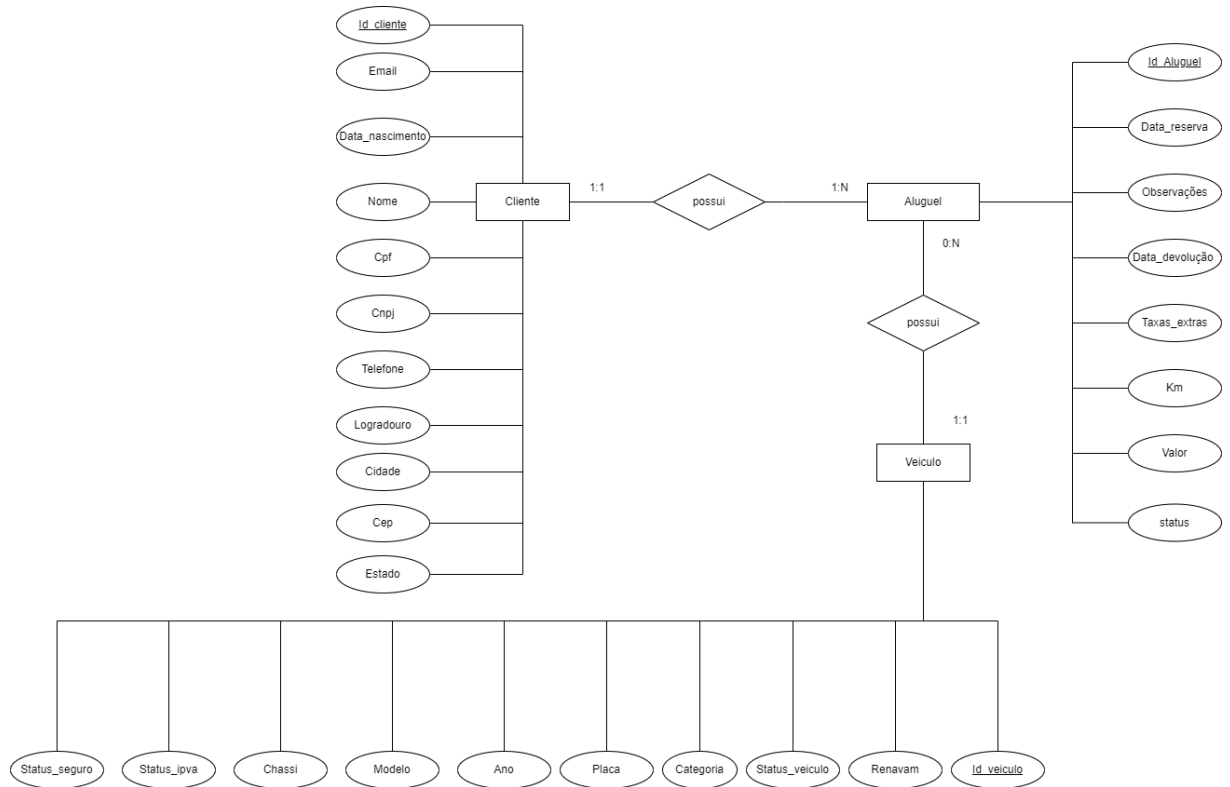 Id_cliente
Email
Data_nascimento
Nome
Cpf
Cnpj
Telefone
Logradouro
Cidade
Cep
Estado
Cliente
1:1
possui
1:N
Aluguel
0:N
possui
1:1
Veiculo
Id_Aluguel
Data_reserva
Observações
Data_devolução
Taxas_extras
Km
Valor
status
Status_seguro
Status_ipva
Chassi
Modelo
Ano
Placa
Categoria
Status_veiculo
Renavam
Id_veiculo